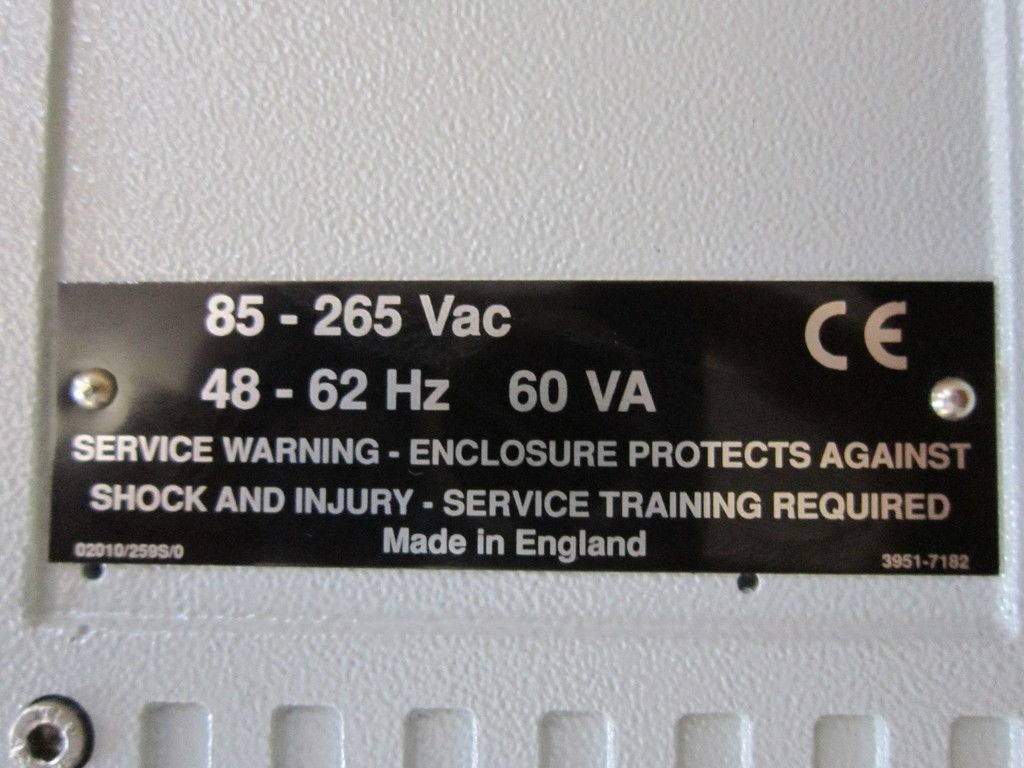 85 - 265 Vac CE
48 - 62 Hz 60 VA
SERVICE WARNING - ENCLOSURE PROTECTS AGAINST
SHOCK AND INJURY - SERVICE TRAINING REQUIRED
Made in England
02010/259S/0 3951-7182